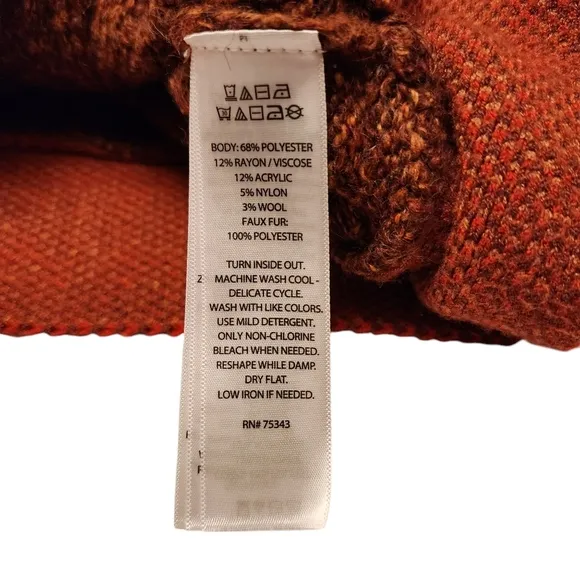 BODY: 68% POLYESTER
12% RAYON / VISCOSE
12% ACRYLIC
5% NYLON
3% WOOL
FAUX FUR:
100% POLYESTER
TURN INSIDE OUT.
MACHINE WASH COOL -
DELICATE CYCLE.
WASH WITH LIKE COLORS.
USE MILD DETERGENT.
ONLY NON-CHLORINE
BLEACH WHEN NEEDED.
RESHAPE WHILE DAMP.
DRY FLAT.
LOW IRON IF NEEDED.
RN# 75343